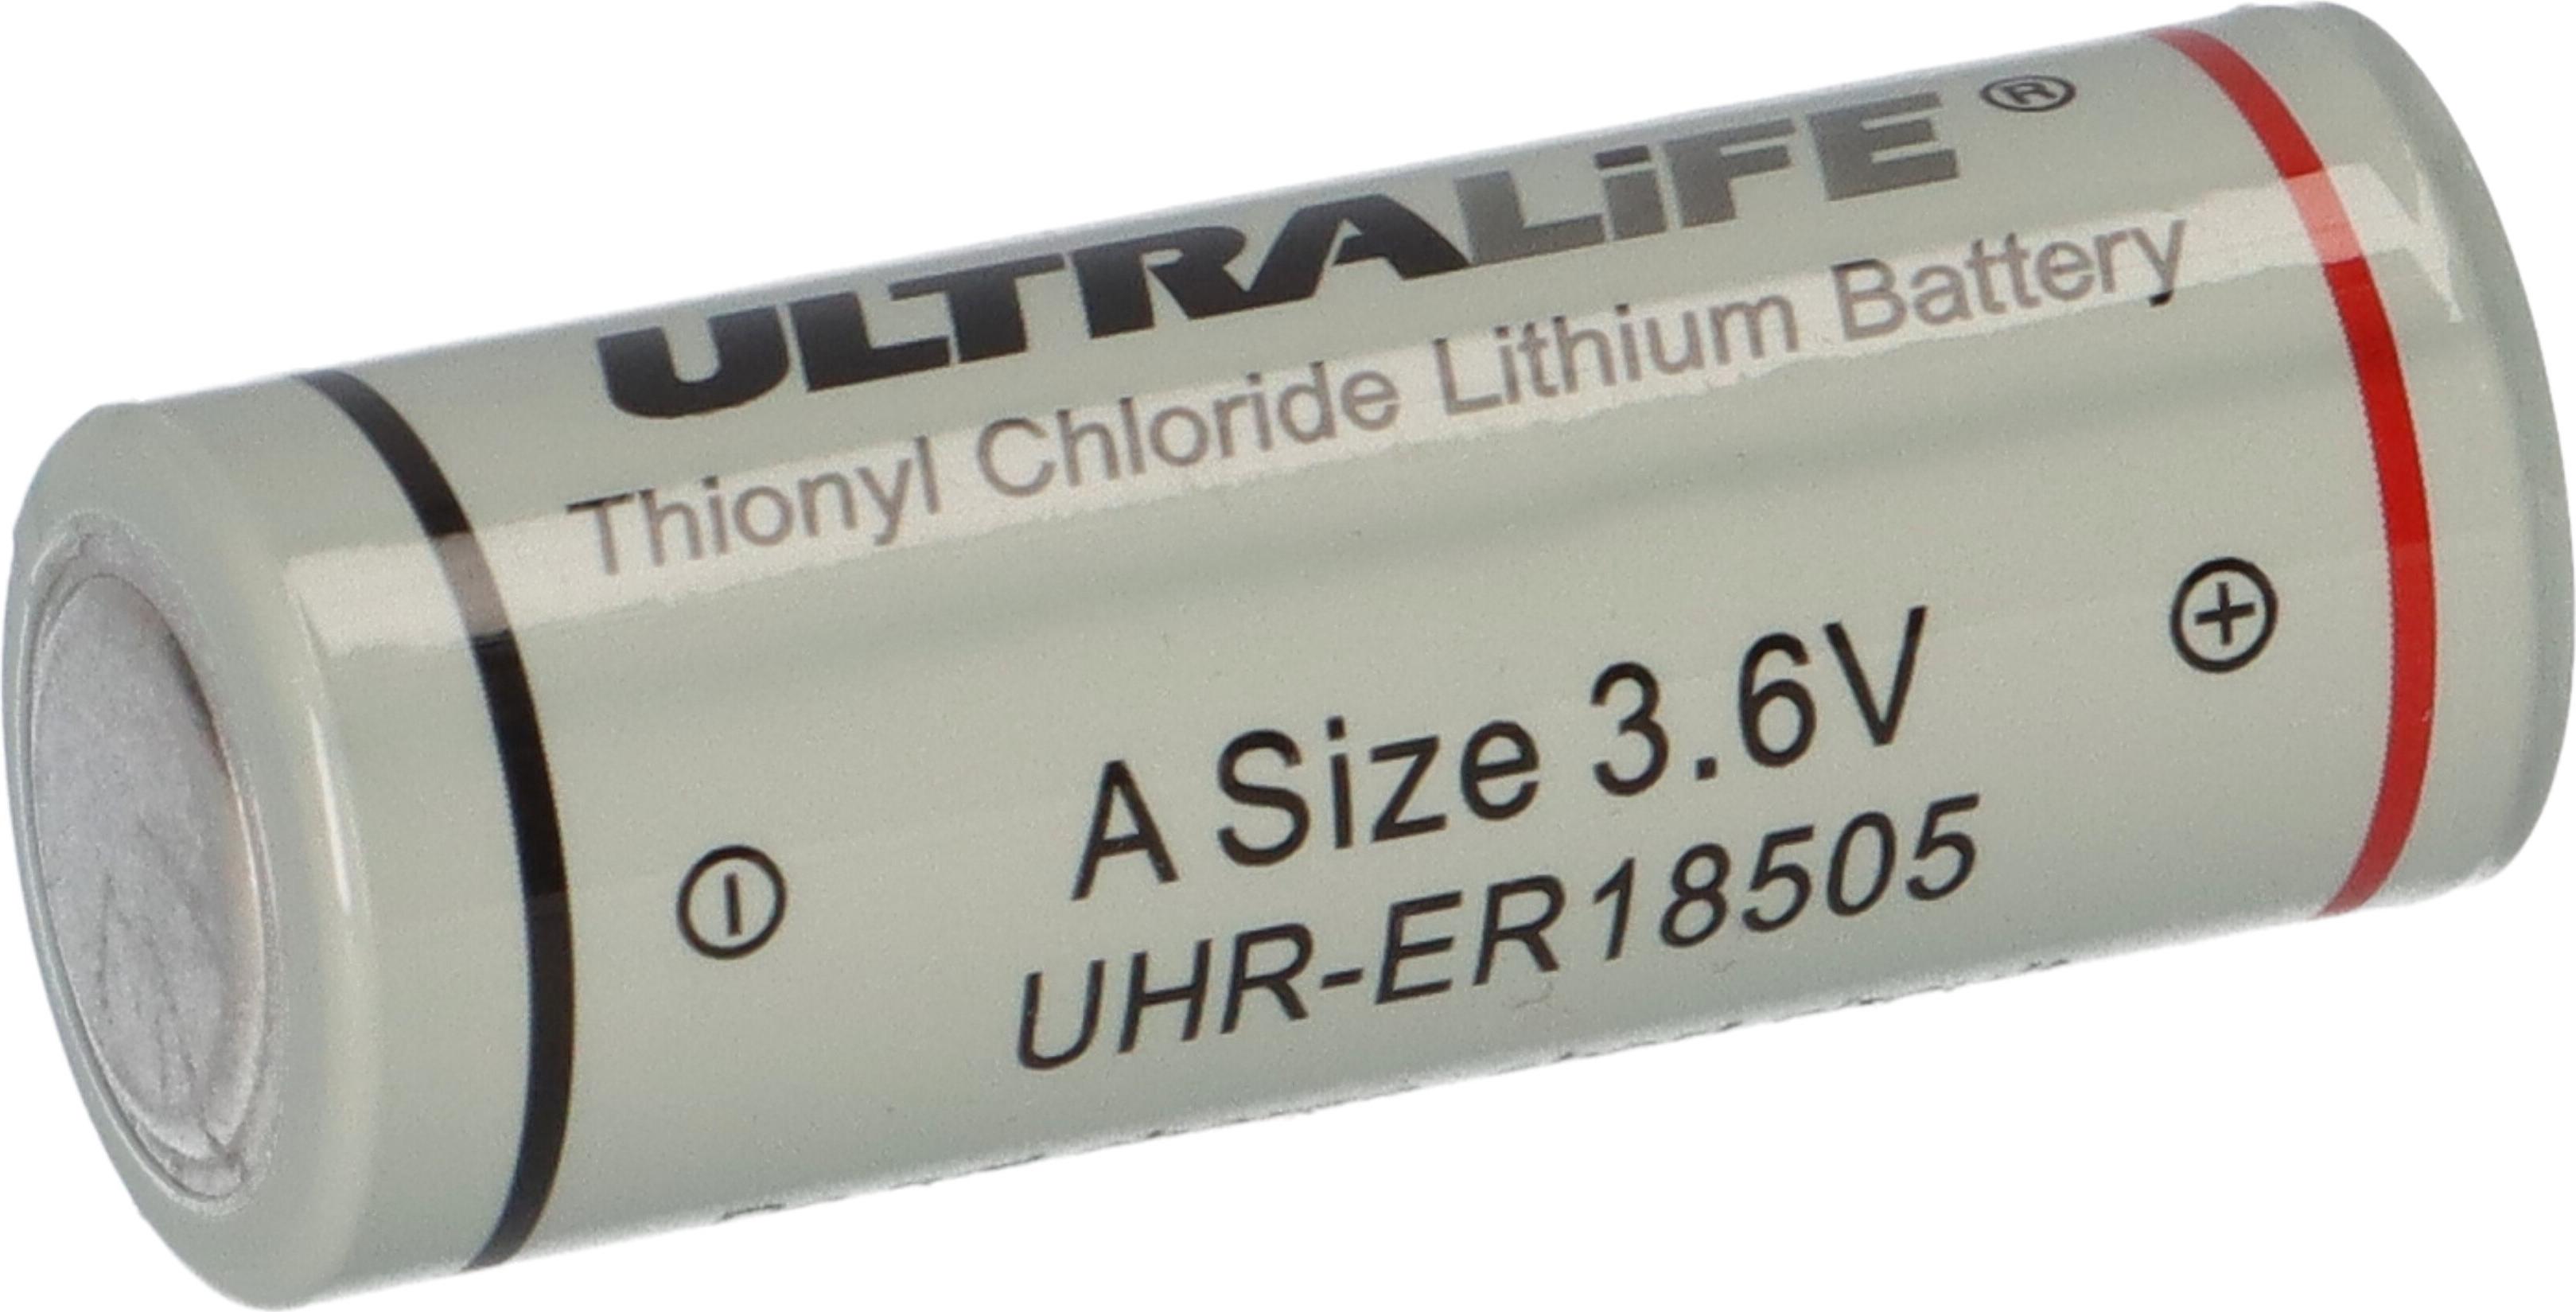 ULTRALiFE®
Thionyl Chloride Lithium Battery
A Size 3.6V
UHR-ER18505